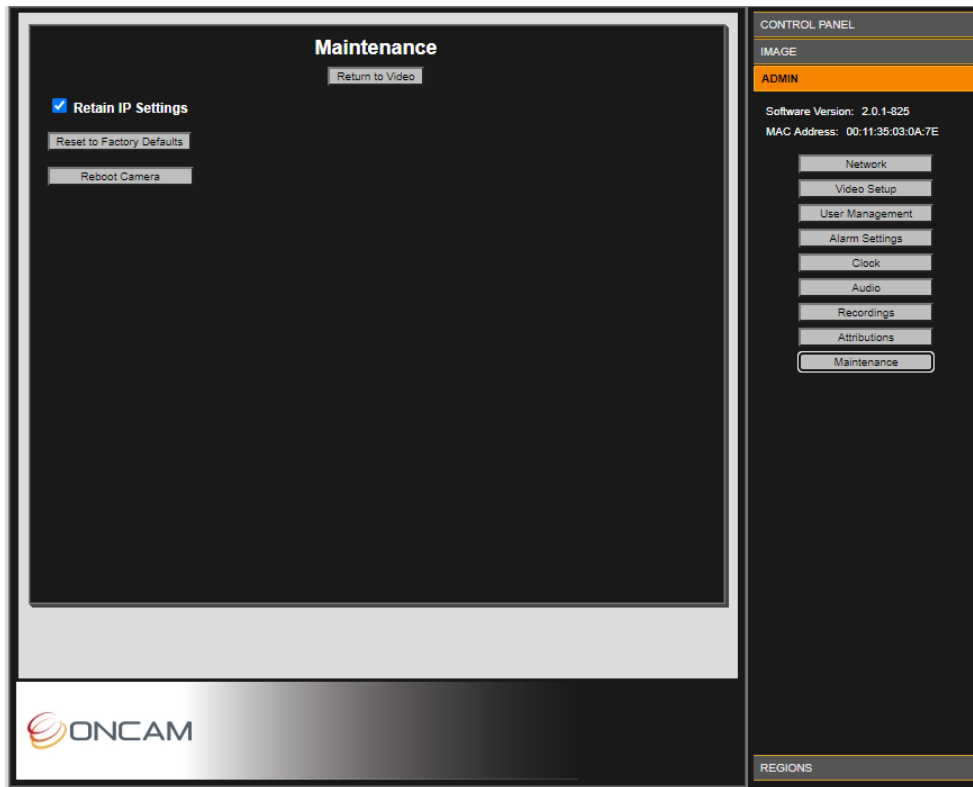 Maintenance
Return to Video
Retain IP Settings
Reset to Factory Defaults
Reboot Camera
ONCAM
CONTROL PANEL
IMAGE
ADMIN
Software Version: 2.0.1-825
MAC Address: 00:11:35:03:0A:7E
Network
Video Setup
User Management
Alarm Settings
Clock
Audio
Recordings
Attributions
Maintenance
REGIONS